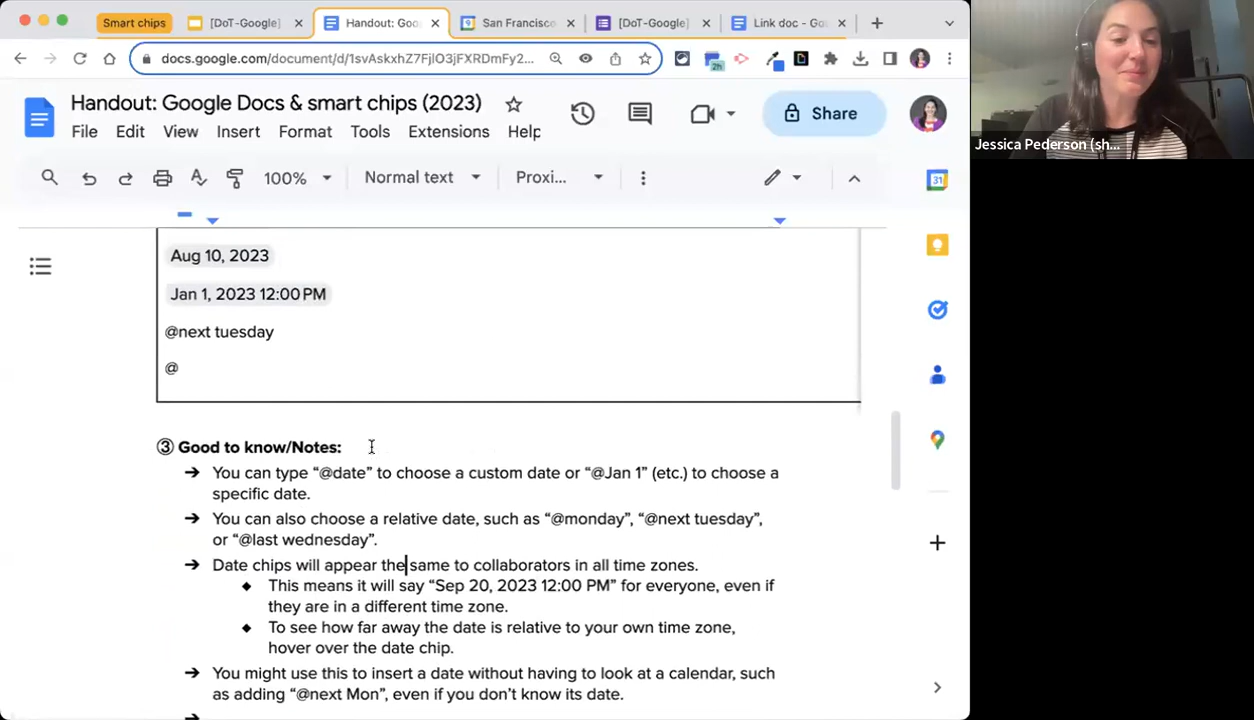 Smart chips
[DoT-Google]
Handout: Goo
San Francisco
[DoT-Google]
Link doc - Go
docs.google.com/document/d/1svAskxhZ7FjlO3jFXRDmFy2...
2h
Handout: Google Docs & smart chips (2023)
Share
File Edit View Insert Format Tools Extensions Help
100% Normal text Proxi...
31
Jessica Pederson (sh...
Aug 10, 2023
Jan 1, 2023 12:00 PM
@next tuesday
@
③ Good to know/Notes:
➔ You can type “@date” to choose a custom date or “@Jan 1” (etc.) to choose a
specific date.
➔ You can also choose a relative date, such as “@monday”, “@next tuesday”,
or “@last wednesday”.
➔ Date chips will appear the same to collaborators in all time zones.
◆ This means it will say “Sep 20, 2023 12:00 PM” for everyone, even if
they are in a different time zone.
◆ To see how far away the date is relative to your own time zone,
hover over the date chip.
➔ You might use this to insert a date without having to look at a calendar, such
as adding “@next Mon”, even if you don’t know its date.